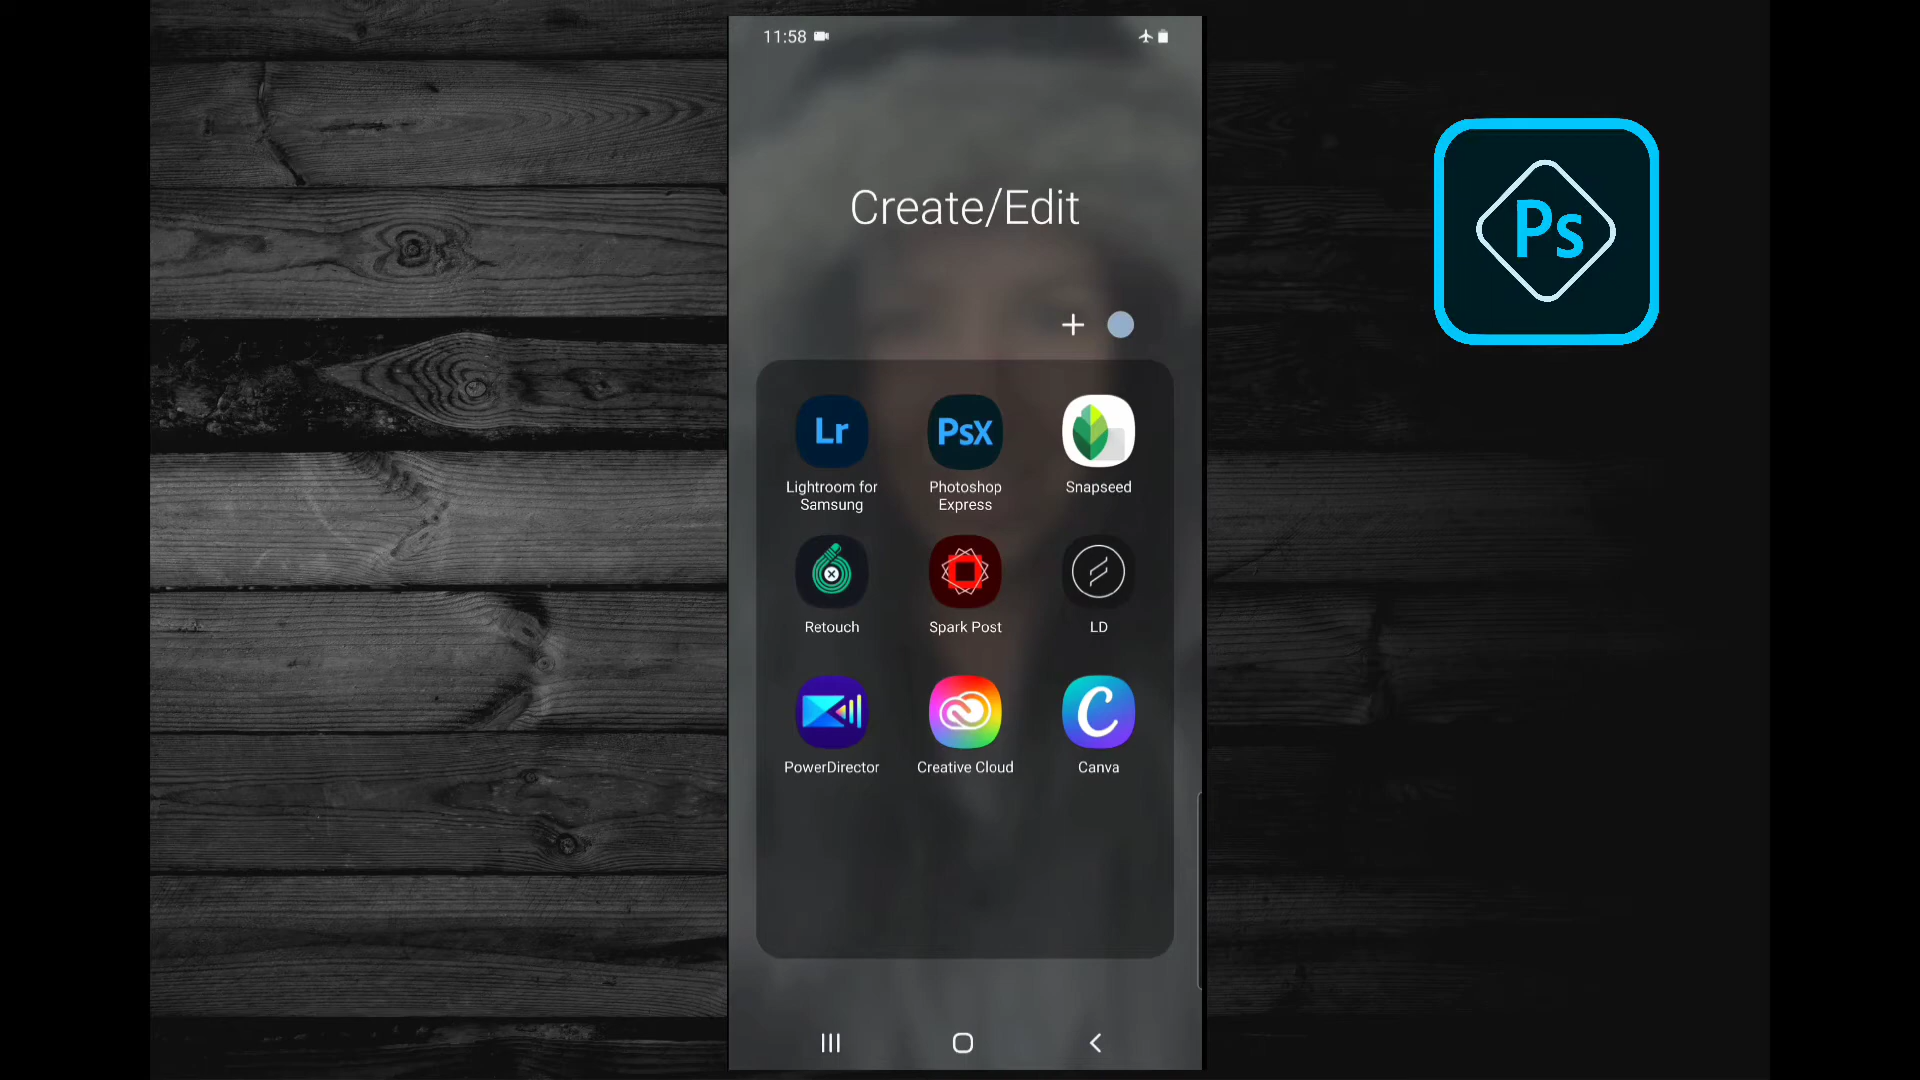 11:58
Create/Edit
Ps
Lr
PsX
Lightroom for
Samsung
Photoshop
Express
Snapseed
Retouch
Spark Post
LD
C
PowerDirector
Creative Cloud
Canva